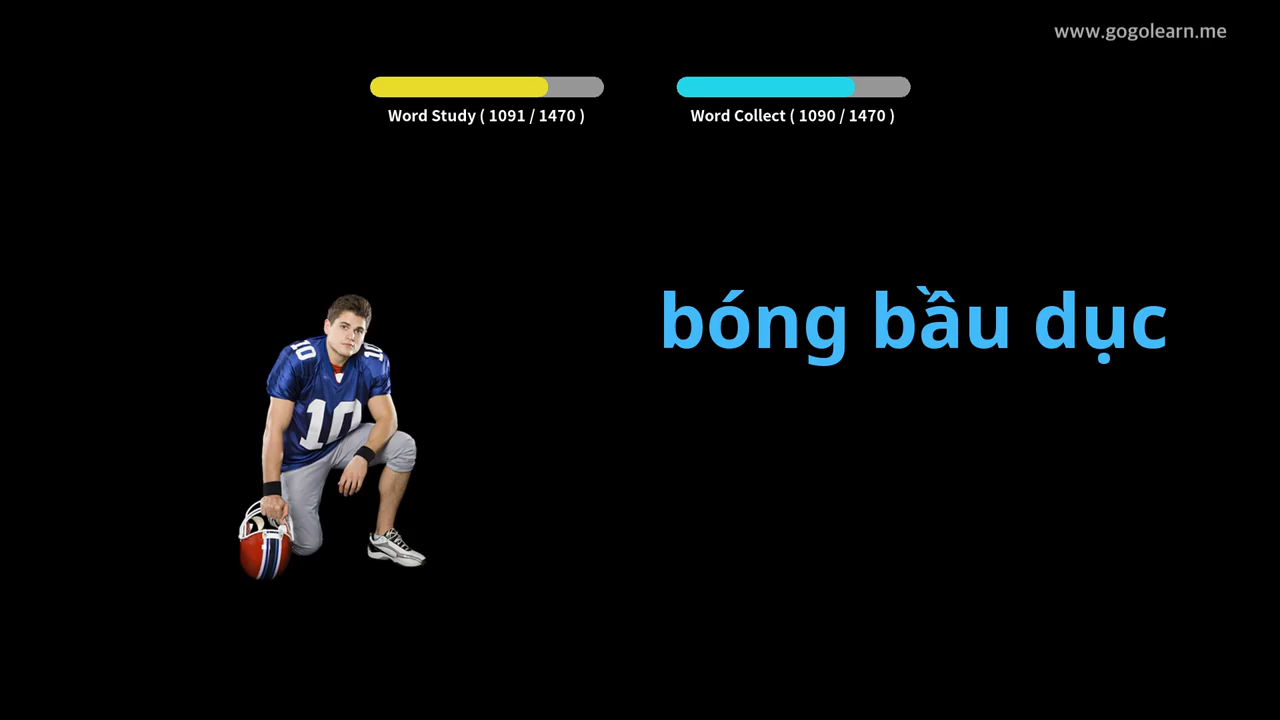 www.gogolearn.me
Word Study ( 1091 / 1470 )
Word Collect ( 1090 / 1470 )
bóng bầu dục
10
10
10